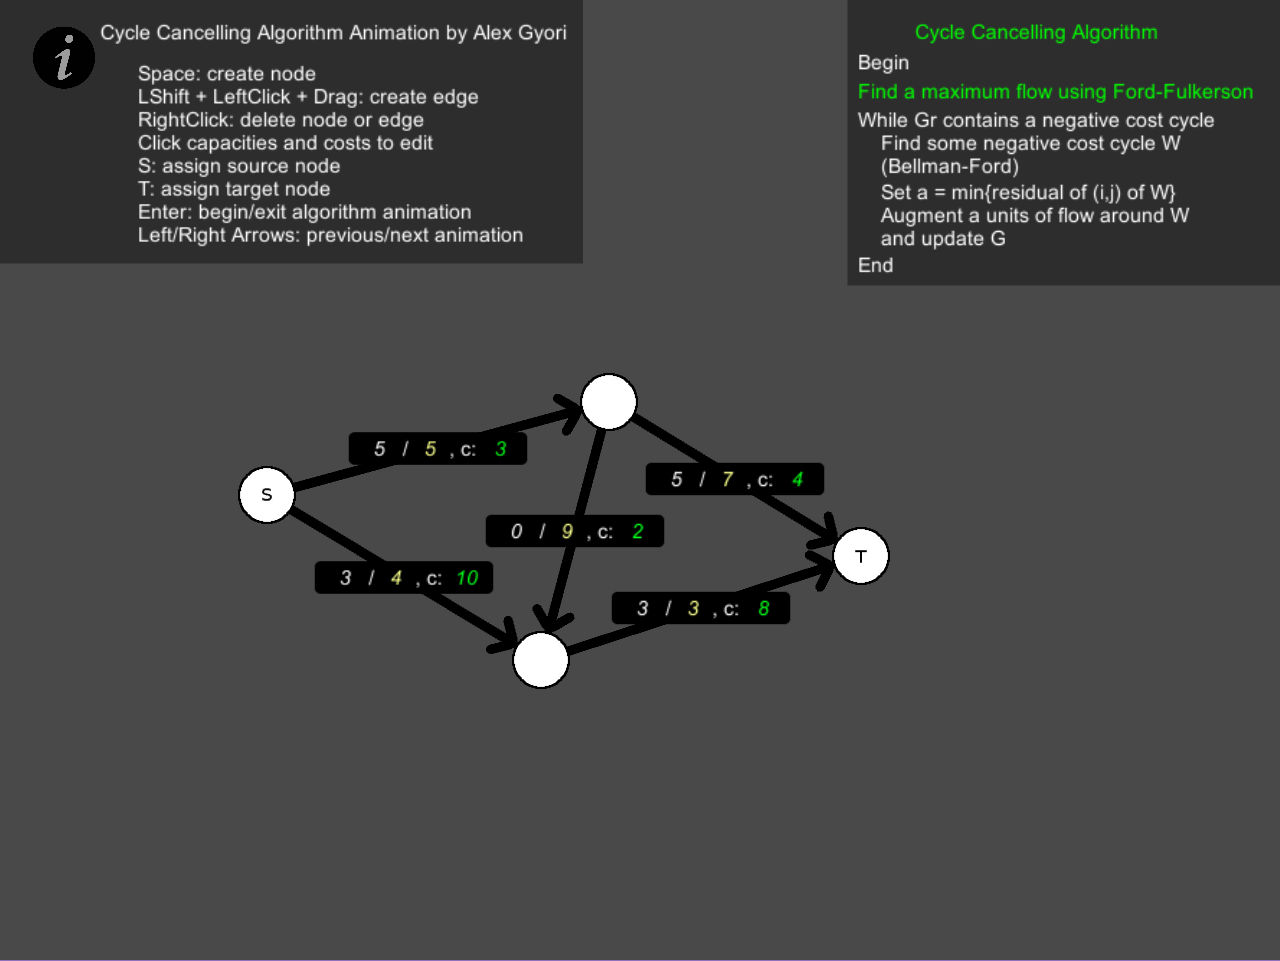 Cycle Cancelling Algorithm Animation by Alex Gyori
i
Space: create node
LShift + LeftClick + Drag: create edge
RightClick: delete node or edge
Click capacities and costs to edit
S: assign source node
T: assign target node
Enter: begin/exit algorithm animation
Left/Right Arrows: previous/next animation
Cycle Cancelling Algorithm
Begin
Find a maximum flow using Ford-Fulkerson
While Gr contains a negative cost cycle
Find some negative cost cycle W
(Bellman-Ford)
Set a = min{residual of (i,j) of W}
Augment a units of flow around W
and update G
End
5 / 5 , c: 3
5 / 7 , c: 4
S
0 / 9 , c: 2
T
3 / 4 , c: 10
3 / 3 , c: 8